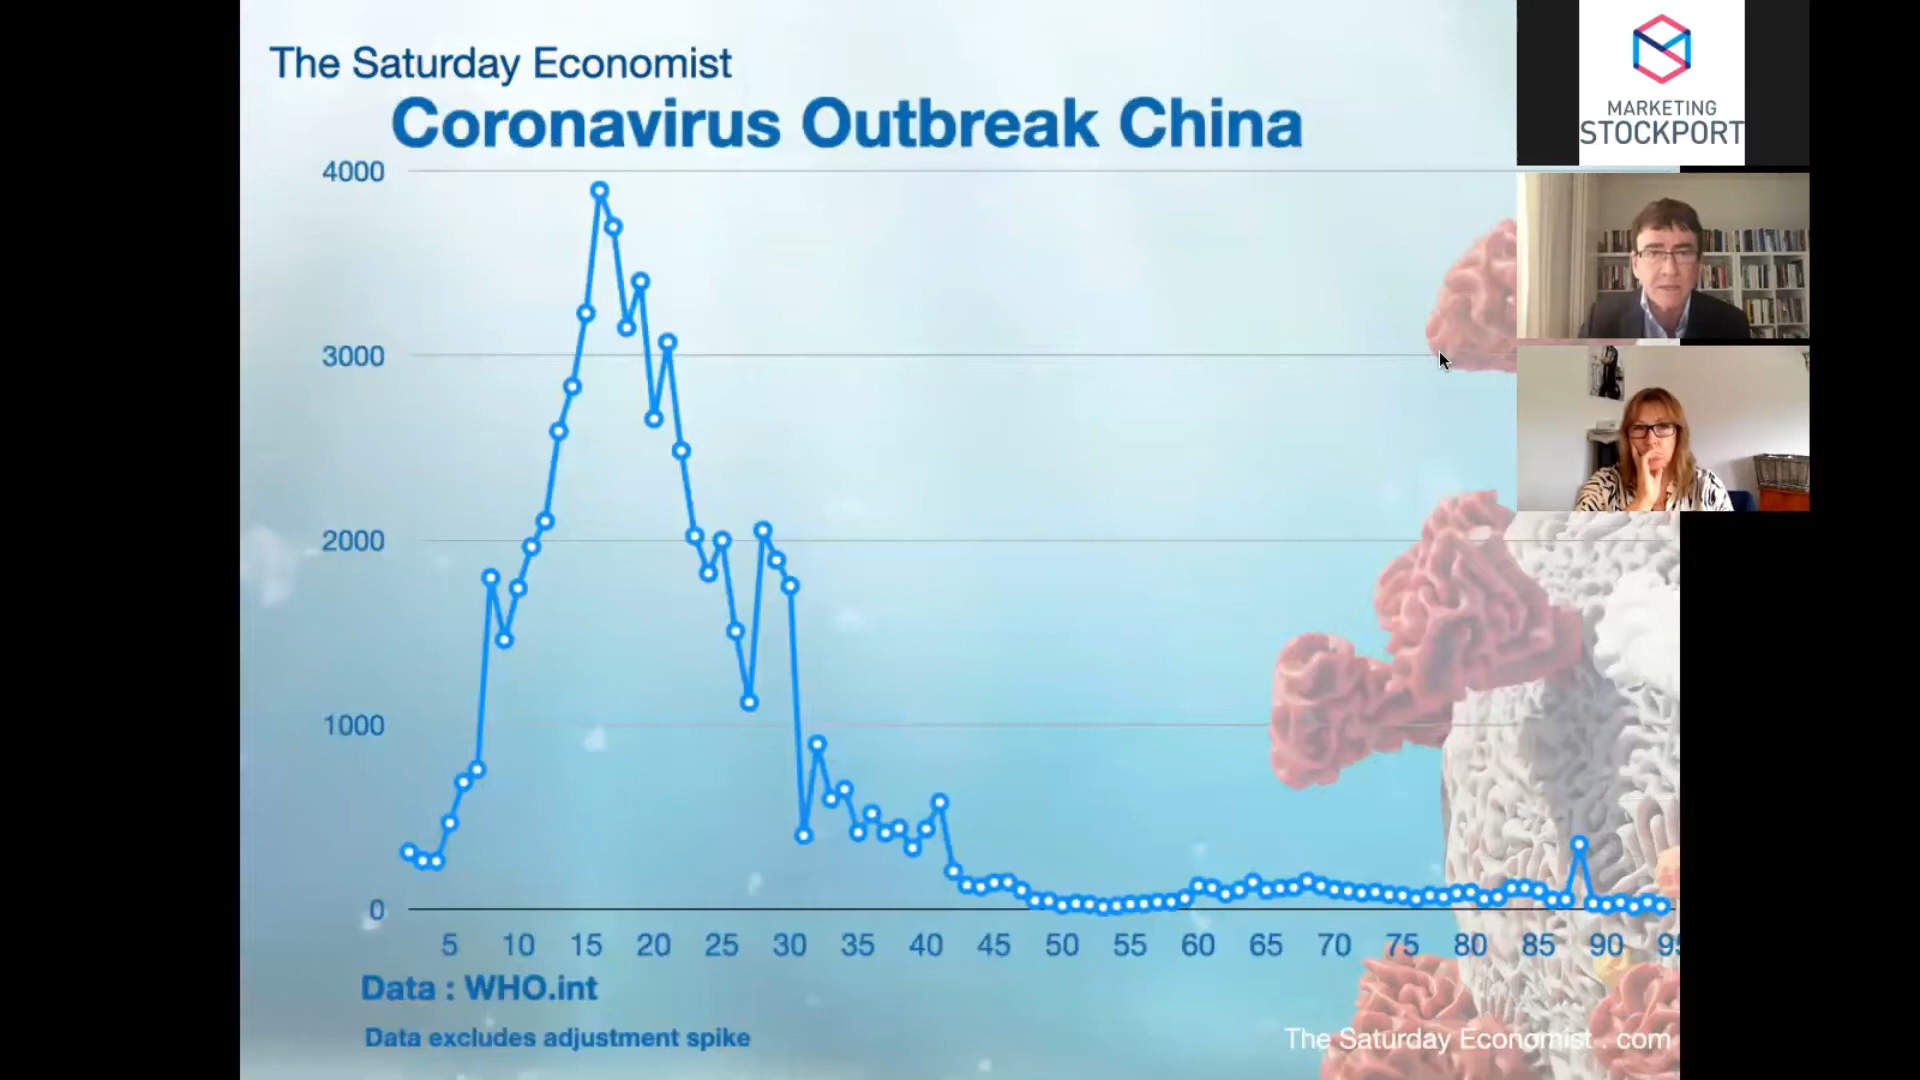 The Saturday Economist
Coronavirus Outbreak China
MARKETING
STOCKPORT
4000
3000
2000
1000
0
5 10 15 20 25 30 35 40 45 50 55 60 65 70 75 80 85 90
Data : WHO.int
Data excludes adjustment spike
The Saturday Economist . com